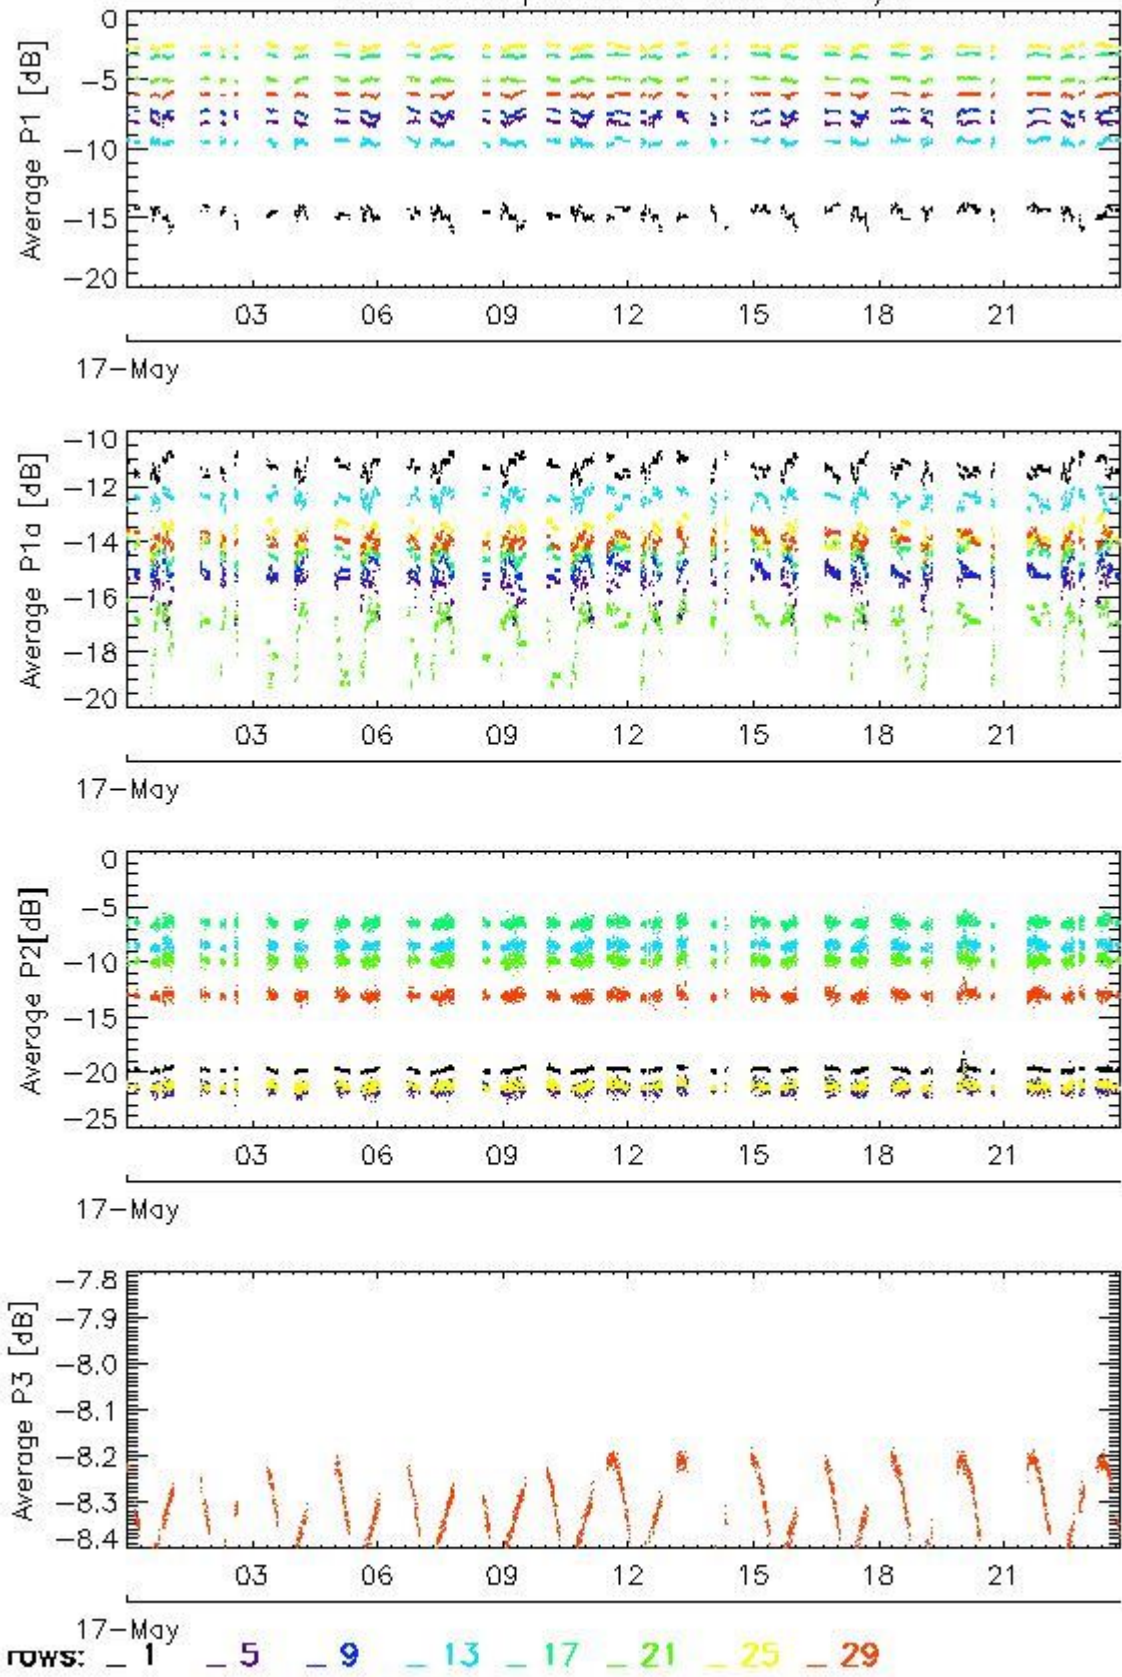 Average P1 [dB]
0
−5
−10
−15
−20
03 06 09 12 15 18 21
17−May
Average P1a [dB]
−10
−12
−14
−16
−18
−20
03 06 09 12 15 18 21
17−May
Average P2[dB]
0
−5
−10
−15
−20
−25
03 06 09 12 15 18 21
17−May
Average P3 [dB]
−7.8
−7.9
−8.0
−8.1
−8.2
−8.3
−8.4
03 06 09 12 15 18 21
17−May
rows: _ 1 _ 5 _ 9 _ 13 _ 17 _ 21 _ 25 _ 29